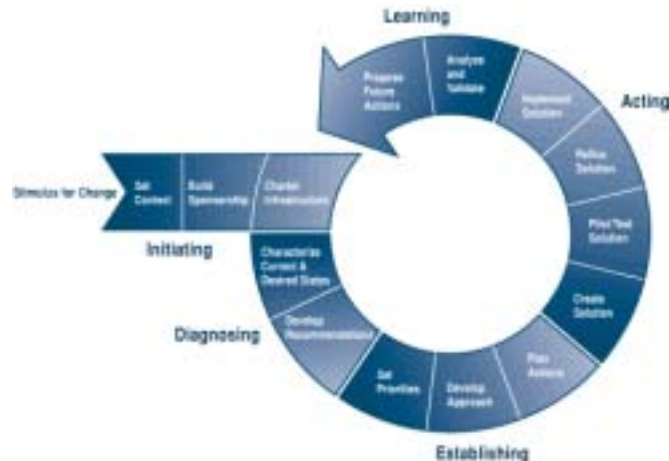 Learning
Propose
Future
Actions
Analyze
and
Validate
Implement
Solution
Acting
Refine
Solution
Pilot/Test
Solution
Create
Solution
Stimulus for Change
Set
Context
Build
Sponsorship
Charter
Infrastructure
Initiating
Characterize
Current &
Desired States
Diagnosing
Develop
Recommendations
Set
Priorities
Develop
Approach
Plan
Actions
Establishing